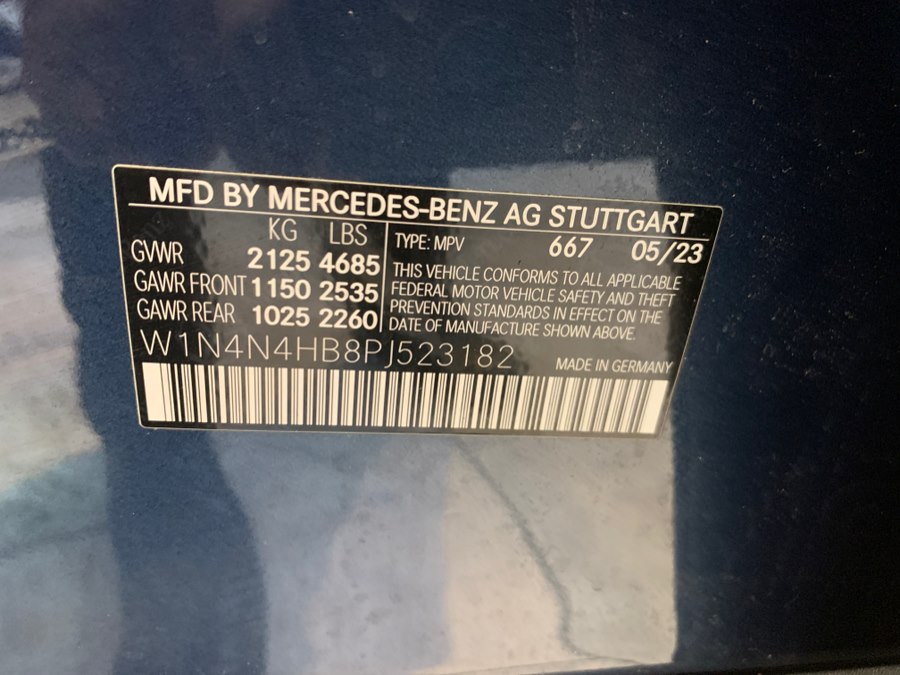 MFD BY MERCEDES-BENZ AG STUTTGART
KG LBS
GVWR 2125 4685
GAWR FRONT 1150 2535
GAWR REAR 1025 2260
TYPE: MPV 667 05/23
THIS VEHICLE CONFORMS TO ALL APPLICABLE
FEDERAL MOTOR VEHICLE SAFETY AND THEFT
PREVENTION STANDARDS IN EFFECT ON THE
DATE OF MANUFACTURE SHOWN ABOVE.
W1N4N4HB8PJ523182
MADE IN GERMANY